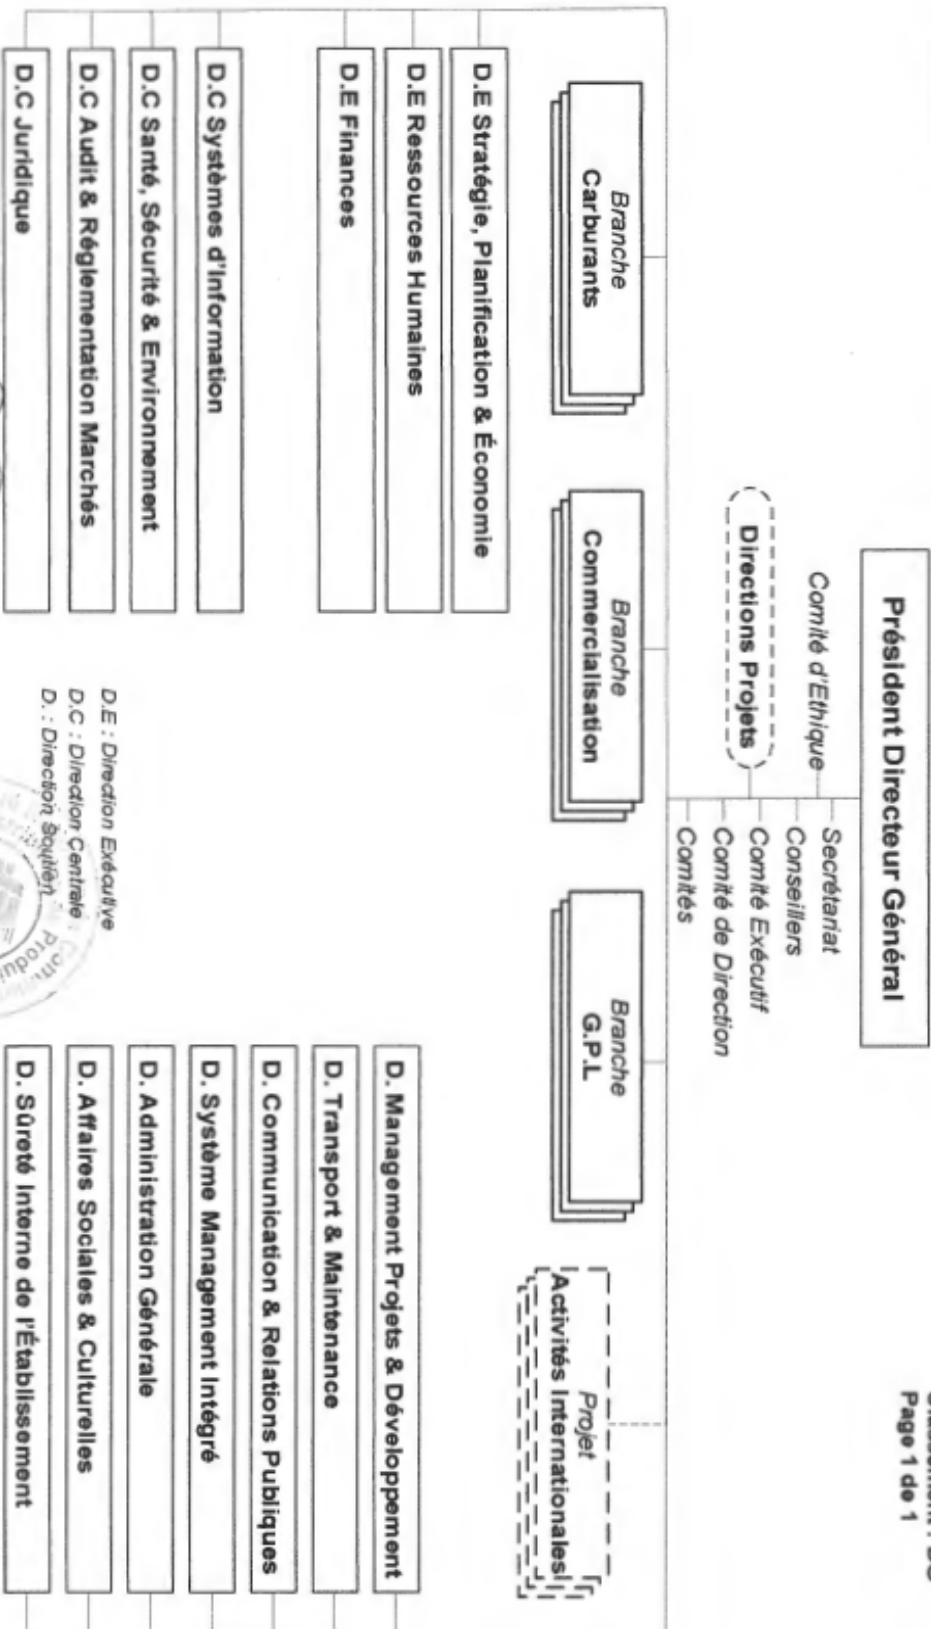 Page 1 de 1
Président Directeur Général
Secrétariat
Comité d'Ethique
Conseillers
Directions Projets
Comité Exécutif
Comité de Direction
Comités
Branche
Carburants
Branche
Commercialisation
Branche
G.P.L
Projet
Activités Internationales
D.E Stratégie, Planification & Économie
D.E Ressources Humaines
D.E Finances
D.C Systèmes d'Information
D.C Santé, Sécurité & Environnement
D.C Audit & Réglementation Marchés
D.C Juridique
D. Management Projets & Développement
D. Transport & Maintenance
D. Communication & Relations Publiques
D. Système Management Intégré
D. Administration Générale
D. Affaires Sociales & Culturelles
D. Sûreté Interne de l'Établissement
D.E : Direction Exécutive
D.C : Direction Centrale
D. : Direction Soutien